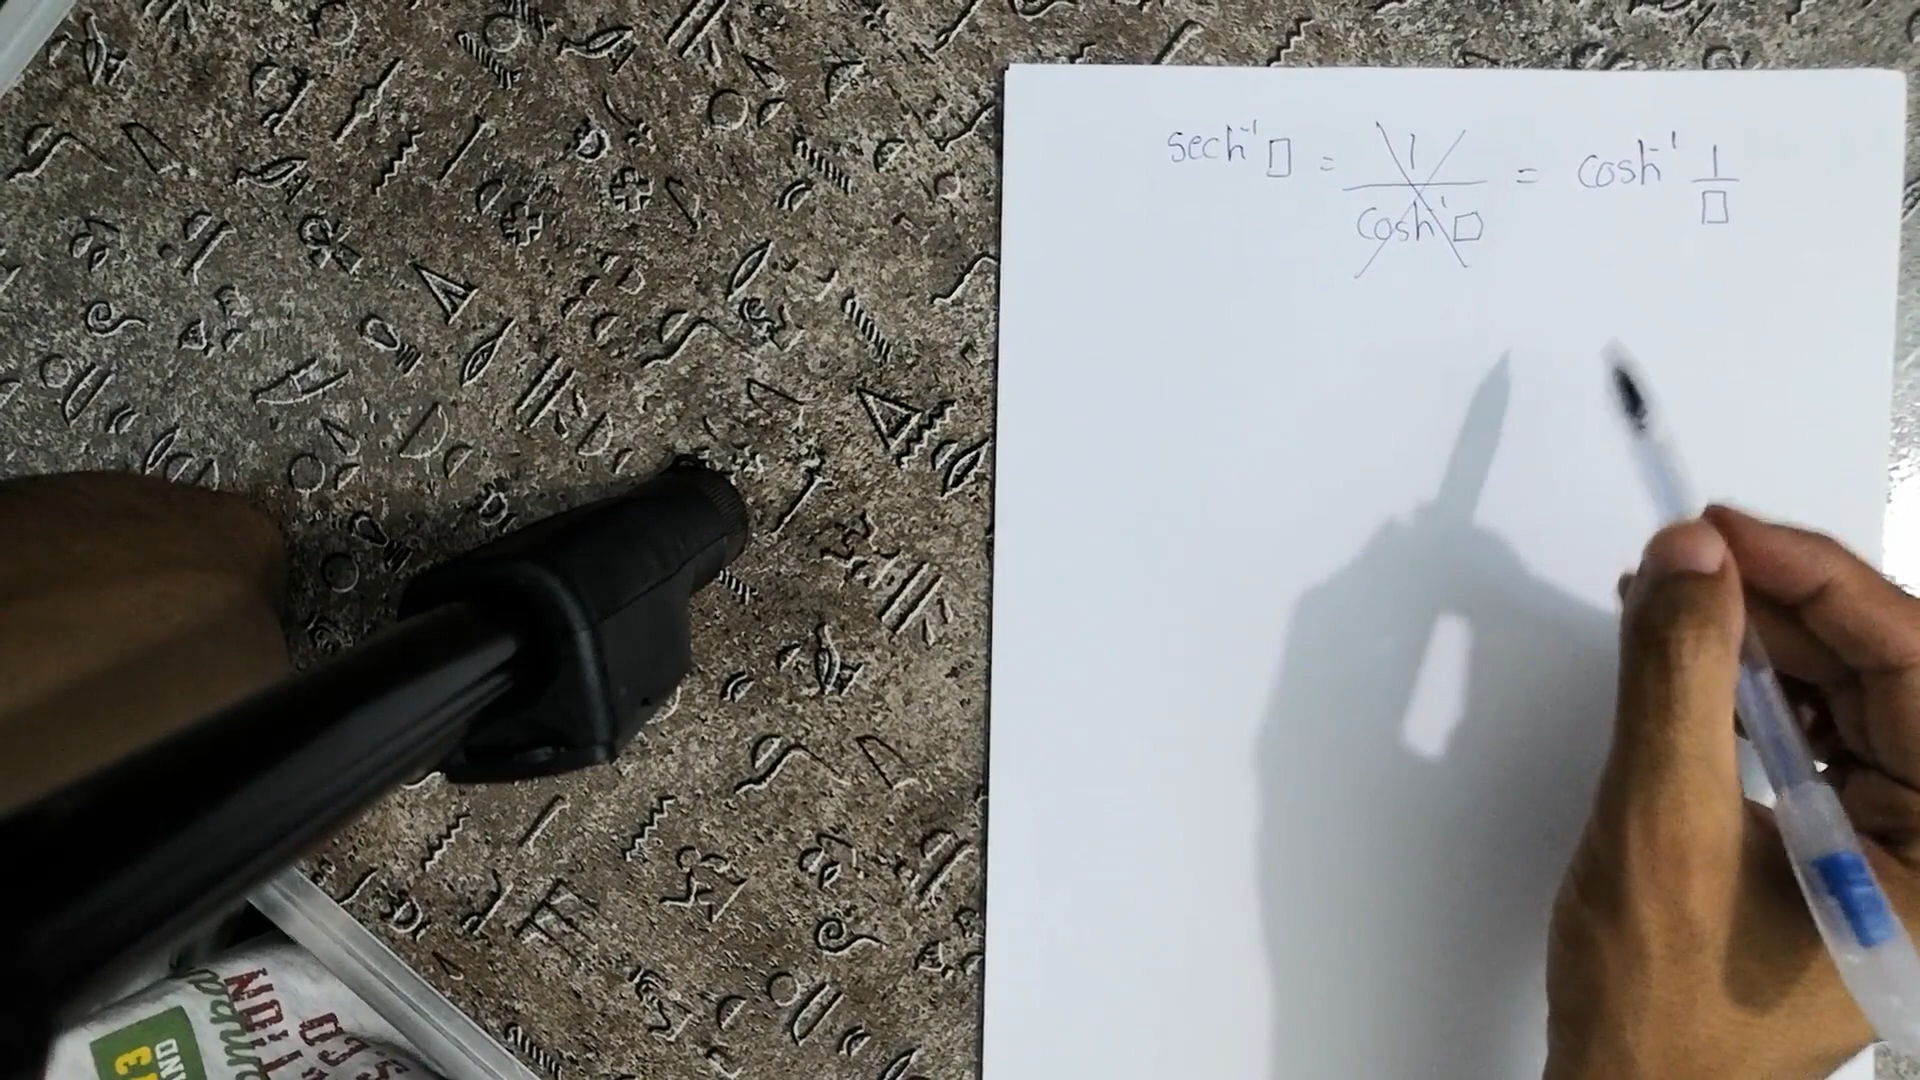 sech⁻¹ □ = 1 / cosh⁻¹ □ = cosh⁻¹ 1 / □